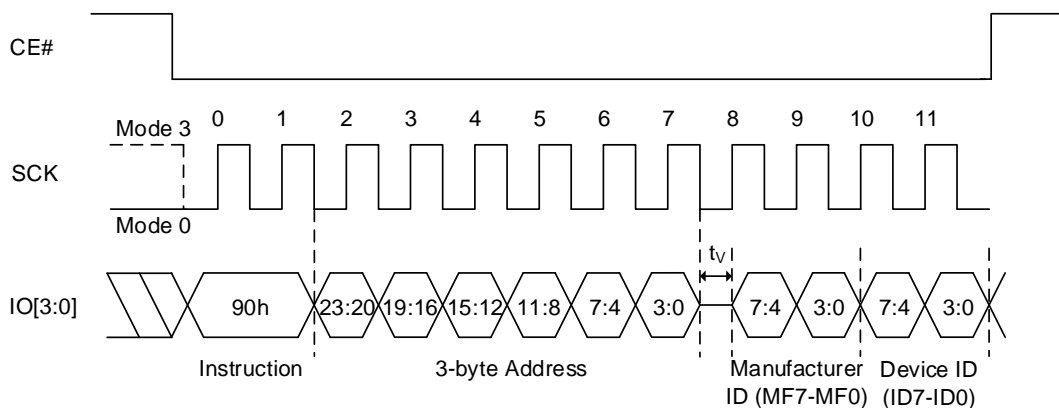 CE#
0 1 2 3 4 5 6 7 8 9 10 11
Mode 3
SCK
Mode 0
tV
IO[3:0] 90h 23:20 19:16 15:12 11:8 7:4 3:0 7:4 3:0 7:4 3:0
Instruction 3-byte Address Manufacturer Device ID
ID (MF7-MF0) (ID7-ID0)